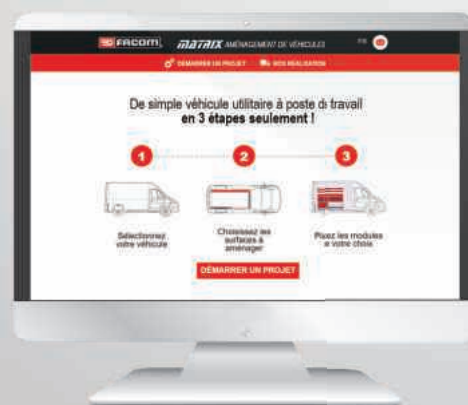 FACOM
MATRIX AMÉNAGEMENT DE VÉHICULES
FR
DÉMARRER UN PROJET NOS RÉALISATION
De simple véhicule utilitaire à poste di travail
en 3 étapes seulement !
1 2 3
Sélectionnez
votre véhicule
Choisissez les
surfaces à
aménager
Placez les modules
à votre choix
DÉMARRER UN PROJET